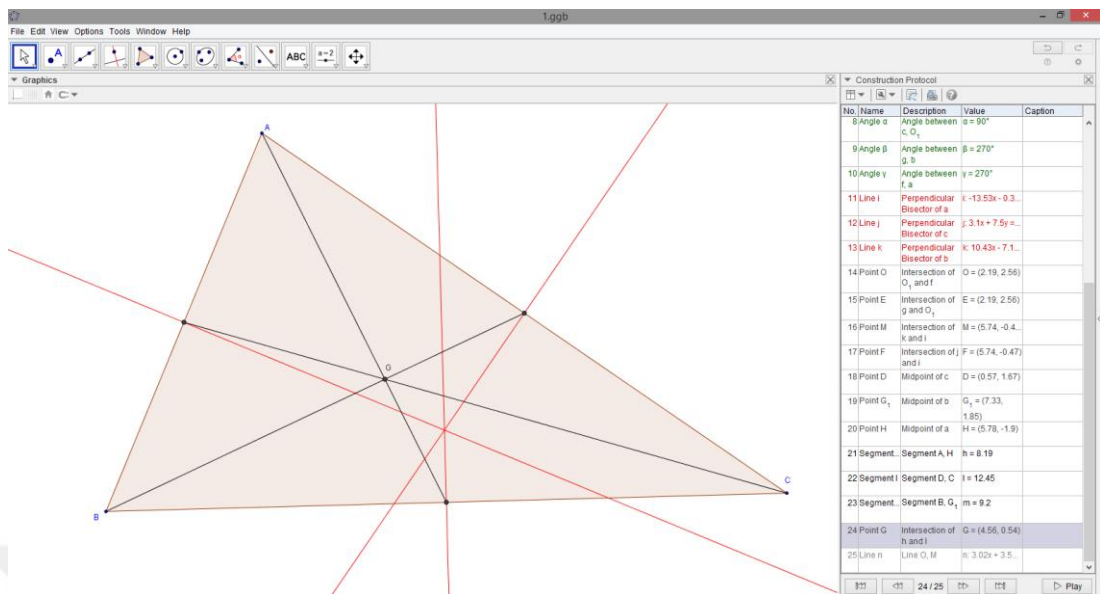 1.ggb
File Edit View Options Tools Window Help
A
ABC
a=2
Graphics
Construction Protocol
No. Name Description Value Caption
8 Angle α Angle between α = 90°
c, O₁
9 Angle β Angle between β = 270°
g, b
10 Angle γ Angle between γ = 270°
f, a
11 Line i Perpendicular i: -13.53x - 0.3...
Bisector of a
12 Line j Perpendicular j: 3.1x + 7.5y =...
Bisector of c
13 Line k Perpendicular k: 10.43x - 7.1...
Bisector of b
14 Point O Intersection of O = (2.19, 2.56)
O₁ and f
15 Point E Intersection of E = (2.19, 2.56)
g and O₁
16 Point M Intersection of M = (5.74, -0.4...
k and i
17 Point F Intersection of j F = (5.74, -0.47)
and i
18 Point D Midpoint of c D = (0.57, 1.67)
19 Point G₁ Midpoint of b G₁ = (7.33,
1.85)
20 Point H Midpoint of a H = (5.78, -1.9)
21 Segment... Segment A, H h = 8.19
22 Segment l Segment D, C l = 12.45
23 Segment... Segment B, G₁ m = 9.2
24 Point G Intersection of G = (4.56, 0.54)
h and l
25 Line n Line O, M n: 3.02x + 3.5...
24 / 25
Play
A
G
C
B